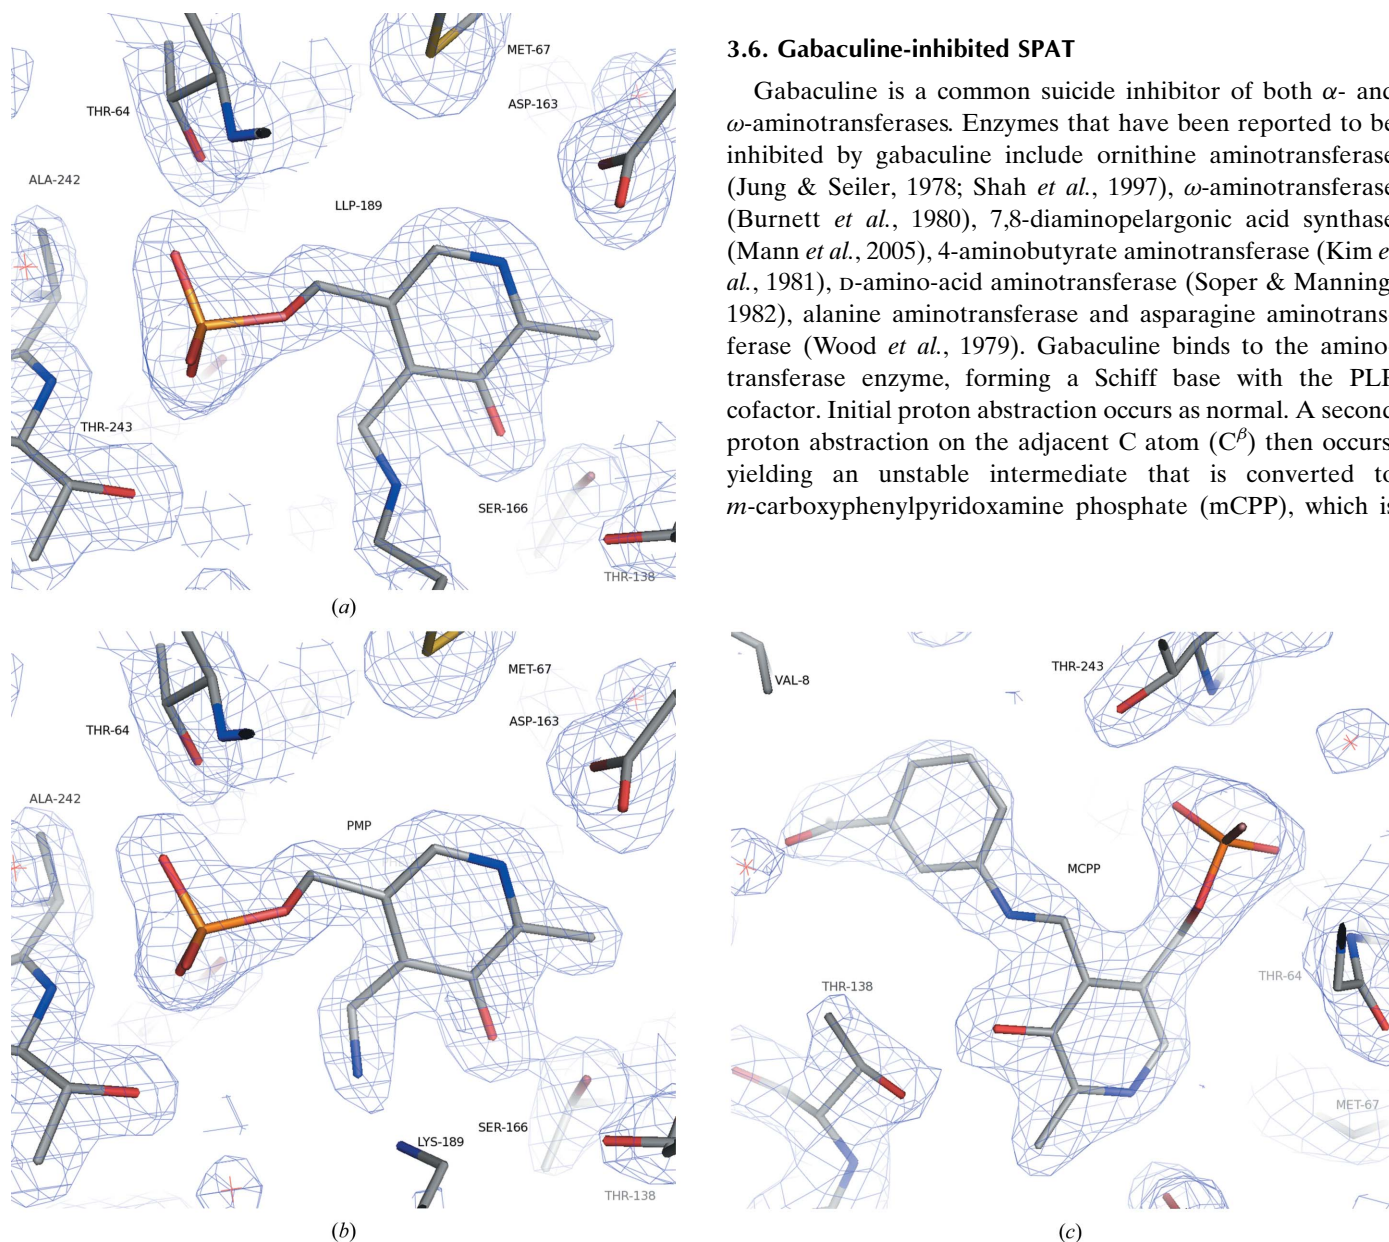 MET-67
ASP-163
THR-64
ALA-242
LLP-189
THR-243
SER-166
THR-138
(a)
3.6. Gabaculine-inhibited SPAT
Gabaculine is a common suicide inhibitor of both α- and
ω-aminotransferases. Enzymes that have been reported to be
inhibited by gabaculine include ornithine aminotransferase
(Jung & Seiler, 1978; Shah et al., 1997), ω-aminotransferase
(Burnett et al., 1980), 7,8-diaminopelargonic acid synthase
(Mann et al., 2005), 4-aminobutyrate aminotransferase (Kim e
al., 1981), D-amino-acid aminotransferase (Soper & Manning
1982), alanine aminotransferase and asparagine aminotrans
ferase (Wood et al., 1979). Gabaculine binds to the amino
transferase enzyme, forming a Schiff base with the PLP
cofactor. Initial proton abstraction occurs as normal. A second
proton abstraction on the adjacent C atom (Cβ) then occurs
yielding an unstable intermediate that is converted to
m-carboxyphenylpyridoxamine phosphate (mCPP), which is
MET-67
ASP-163
THR-64
ALA-242
PMP
SER-166
LYS-189
THR-138
(b)
VAL-8
THR-243
MCPP
THR-64
THR-138
MET-67
(c)